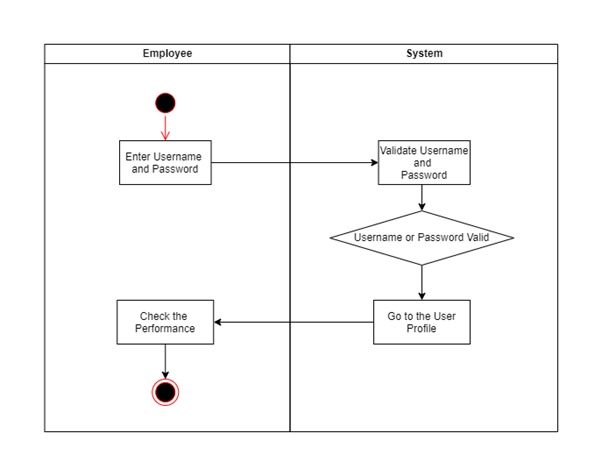 Employee
System
Enter Username
and Password
Validate Username
and
Password
Username or Password Valid
Check the
Performance
Go to the User
Profile